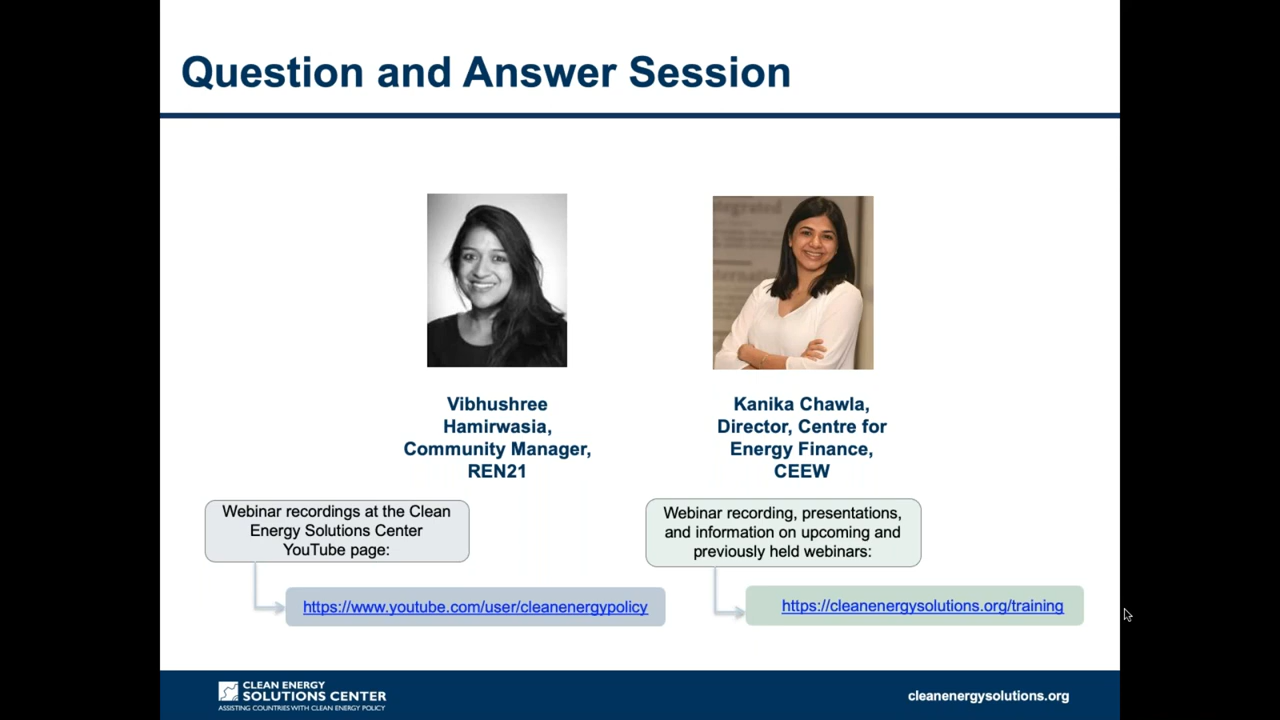 Question and Answer Session
Vibhushree
Hamirwasia,
Community Manager,
REN21
Kanika Chawla,
Director, Centre for
Energy Finance,
CEEW
Webinar recordings at the Clean
Energy Solutions Center
YouTube page:
https://www.youtube.com/user/cleanenergypolicy
Webinar recording, presentations,
and information on upcoming and
previously held webinars:
https://cleanenergysolutions.org/training
CLEAN ENERGY
SOLUTIONS CENTER
ASSISTING COUNTRIES WITH CLEAN ENERGY POLICY
cleanenergysolutions.org